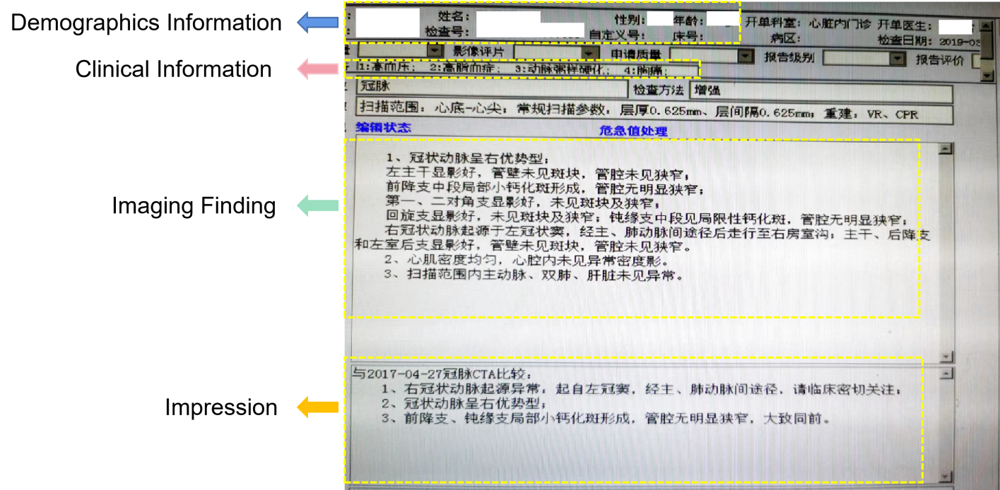 Demographics Information
姓名: 性别: 年龄: 开单科室: 心脏内门诊 开单医生:
检查号: 自定义号: 床号: 病区: 检查日期: 2019-03
影像评片 申请质量 报告级别 报告评价
Clinical Information
1:高血压; 2:高脂血症; 3:动脉粥样硬化; 4:胸痛;
冠脉 检查方法 增强
扫描范围: 心底-心尖; 常规扫描参数: 层厚0.625mm、层间隔0.625mm; 重建: VR、CPR
编辑状态 危急值处理
Imaging Finding
1、冠状动脉呈右优势型;
左主干显影好, 管壁未见斑块, 管腔未见狭窄;
前降支中段局部小钙化斑形成, 管腔无明显狭窄;
第一、二对角支显影好, 未见斑块及狭窄;
回旋支显影好, 未见斑块及狭窄; 钝缘支中段见局限性钙化斑, 管腔无明显狭窄;
右冠状动脉起源于左冠状窦, 经主、肺动脉间途径后走行至右房室沟; 主干、后降支
和左室后支显影好, 管壁未见斑块, 管腔未见狭窄。
2、心肌密度均匀, 心腔内未见异常密度影。
3、扫描范围内主动脉、双肺、肝脏未见异常。
Impression
与2017-04-27冠脉CTA比较:
1、右冠状动脉起源异常, 起自左冠窦, 经主、肺动脉间途径, 请临床密切关注;
2、冠状动脉呈右优势型;
3、前降支、钝缘支局部小钙化斑形成, 管腔无明显狭窄, 大致同前。